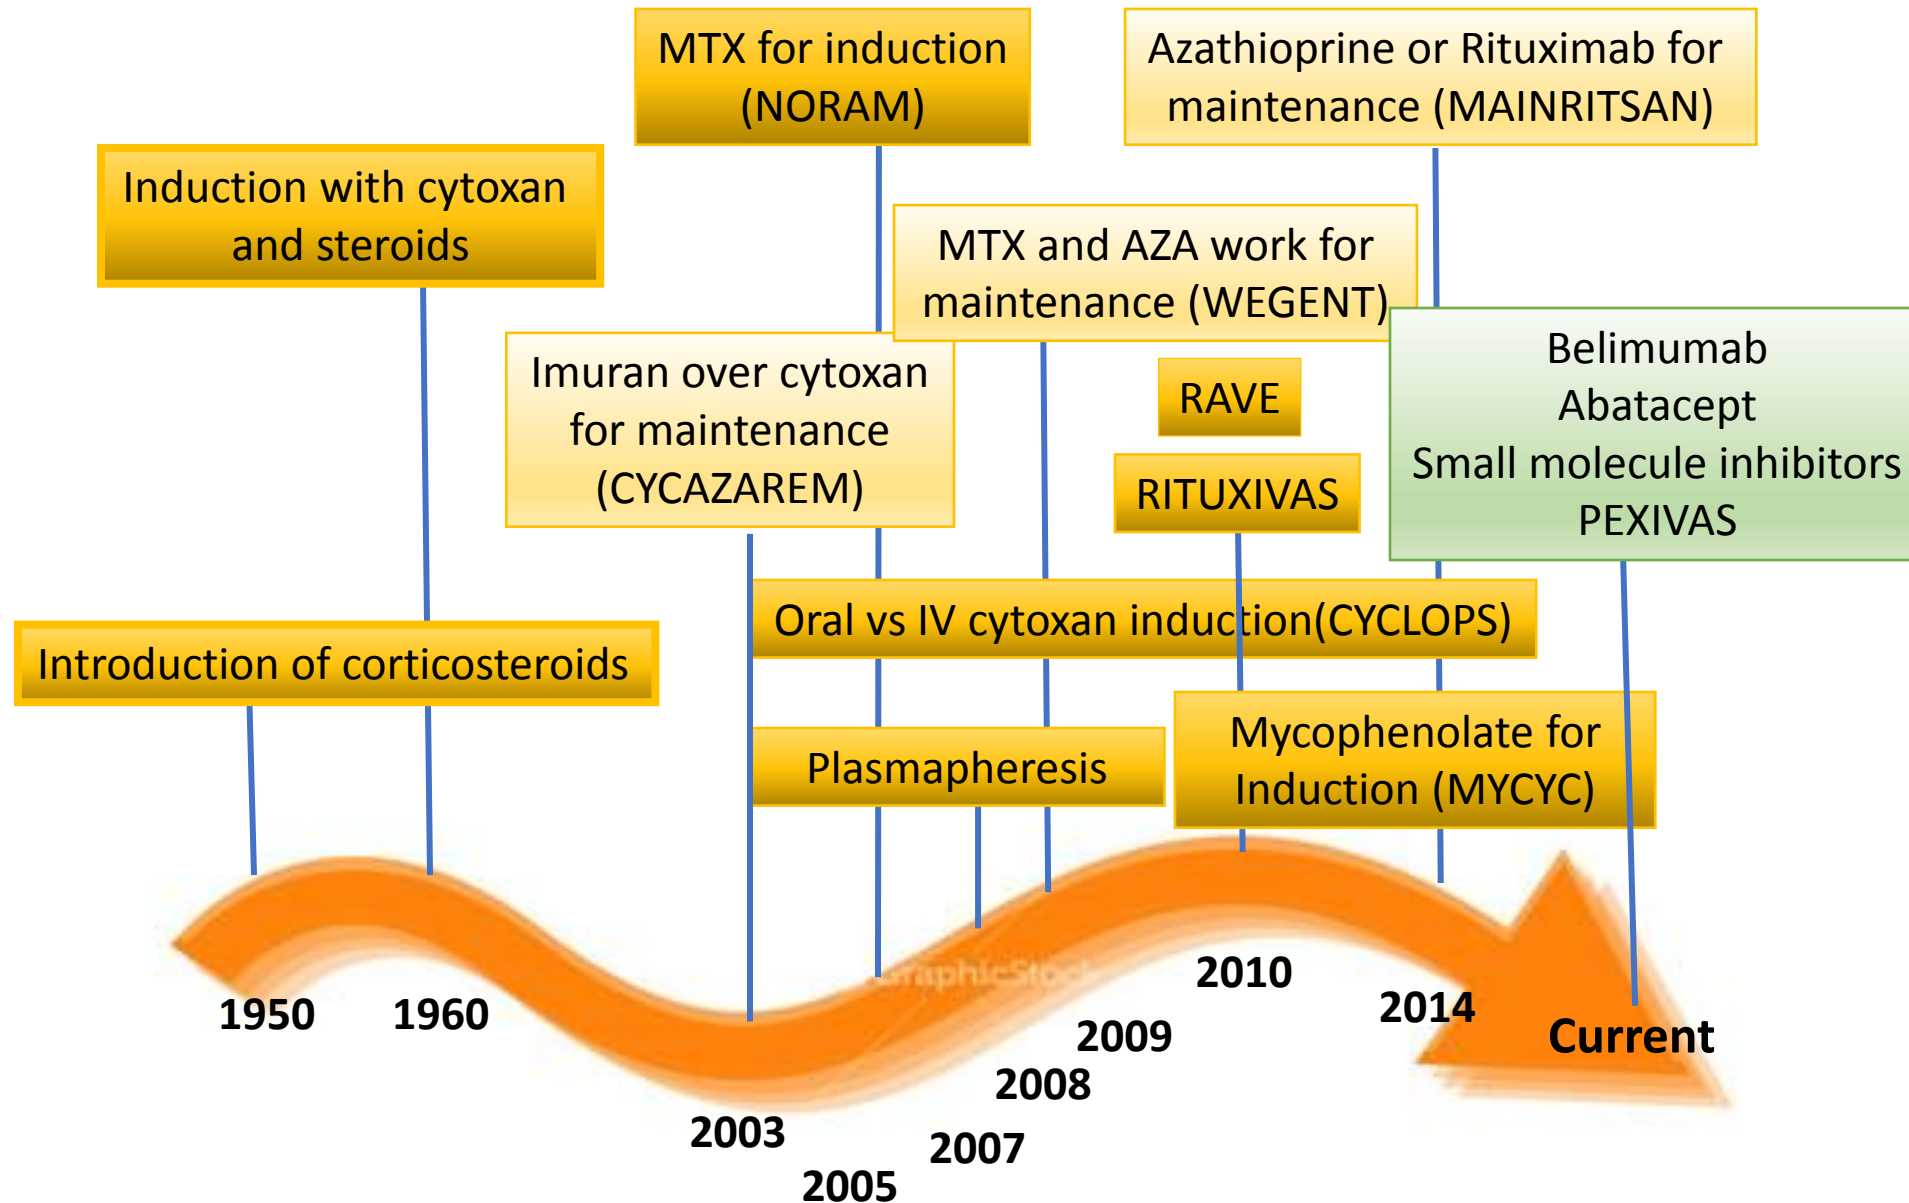 MTX for induction
(NORAM)
Azathioprine or Rituximab for
maintenance (MAINRITSAN)
Induction with cytoxan
and steroids
MTX and AZA work for
maintenance (WEGENT)
Imuran over cytoxan
for maintenance
(CYCAZAREM)
RAVE
RITUXIVAS
Belimumab
Abatacept
Small molecule inhibitors
PEXIVAS
Oral vs IV cytoxan induction(CYCLOPS)
Introduction of corticosteroids
Plasmapheresis
Mycophenolate for
Induction (MYCYC)
GraphicStock
1950
1960
2003
2005
2007
2008
2009
2010
2014
Current